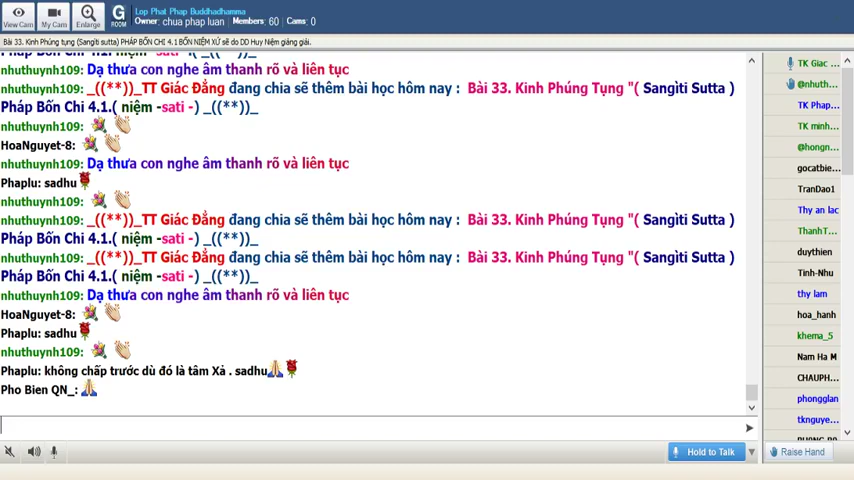 Lop Phat Phap Buddhadhamma
Owner: chua phap luan  Members: 60  Cams: 0
View Cam
My Cam
Enlarge
G
ROOM
Bài 33. Kinh Phúng tụng (Sangiti sutta) PHÁP BỐN CHI 4.1 BỐN NIỆM XỨ sẽ do DD Huy Niệm giảng giải.
nhuthuynh109: Dạ thưa con nghe âm thanh rõ và liên tục
nhuthuynh109: _((**))_TT Giác Đẳng đang chia sẽ thêm bài học hôm nay : Bài 33. Kinh Phúng Tụng "( Sangìti Sutta )
Pháp Bốn Chi 4.1.( niệm -sati -) _((**))_
nhuthuynh109:
HoaNguyet-8:
nhuthuynh109: Dạ thưa con nghe âm thanh rõ và liên tục
Phaplu: sadhu
nhuthuynh109:
nhuthuynh109: _((**))_TT Giác Đẳng đang chia sẽ thêm bài học hôm nay : Bài 33. Kinh Phúng Tụng "( Sangìti Sutta )
Pháp Bốn Chi 4.1.( niệm -sati -) _((**))_
nhuthuynh109: _((**))_TT Giác Đẳng đang chia sẽ thêm bài học hôm nay : Bài 33. Kinh Phúng Tụng "( Sangìti Sutta )
Pháp Bốn Chi 4.1.( niệm -sati -) _((**))_
nhuthuynh109: Dạ thưa con nghe âm thanh rõ và liên tục
HoaNguyet-8:
Phaplu: sadhu
nhuthuynh109:
Phaplu: không chấp trước dù đó là tâm Xả . sadhu
Pho Bien QN_:
TK Giac ...
@nhuth...
TK Phap...
TK minh...
@hongn...
gocatbie...
TranDao1
Thy an lac
ThanhT...
duythien
Tinh-Nhu
thy lam
hoa_hanh
khema_5
Nam Ha M
CHAUPH...
phongglan
tknguye...
Hold to Talk
Raise Hand